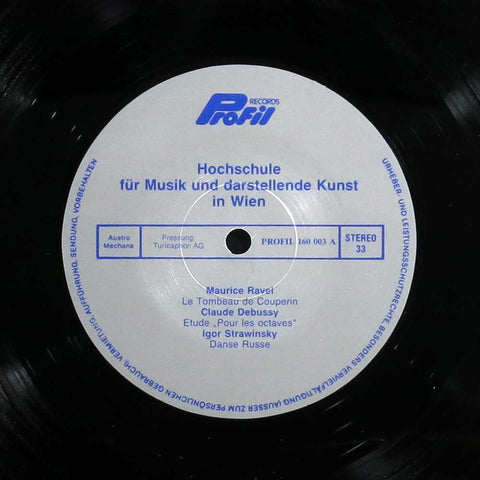 RECORDS
Profil
Hochschule
für Musik und darstellende Kunst
in Wien
Austro
Mechana
Pressung:
Turicaphon AG
PROFIL 160 003 A
STEREO
33
Maurice Ravel
Le Tombeau de Couperin
Claude Debussy
Etude „Pour les octaves"
Igor Strawinsky
Danse Russe
URHEBER- UND LEISTUNGSSCHUTZRECHTE, BESONDERS VERVIELFÄLTIGUNG (AUSSER ZUM PERSÖNLICHEN GEBRAUCH), VERMIETUNG, AUFFÜHRUNG, SENDUNG, VORBEHALTEN